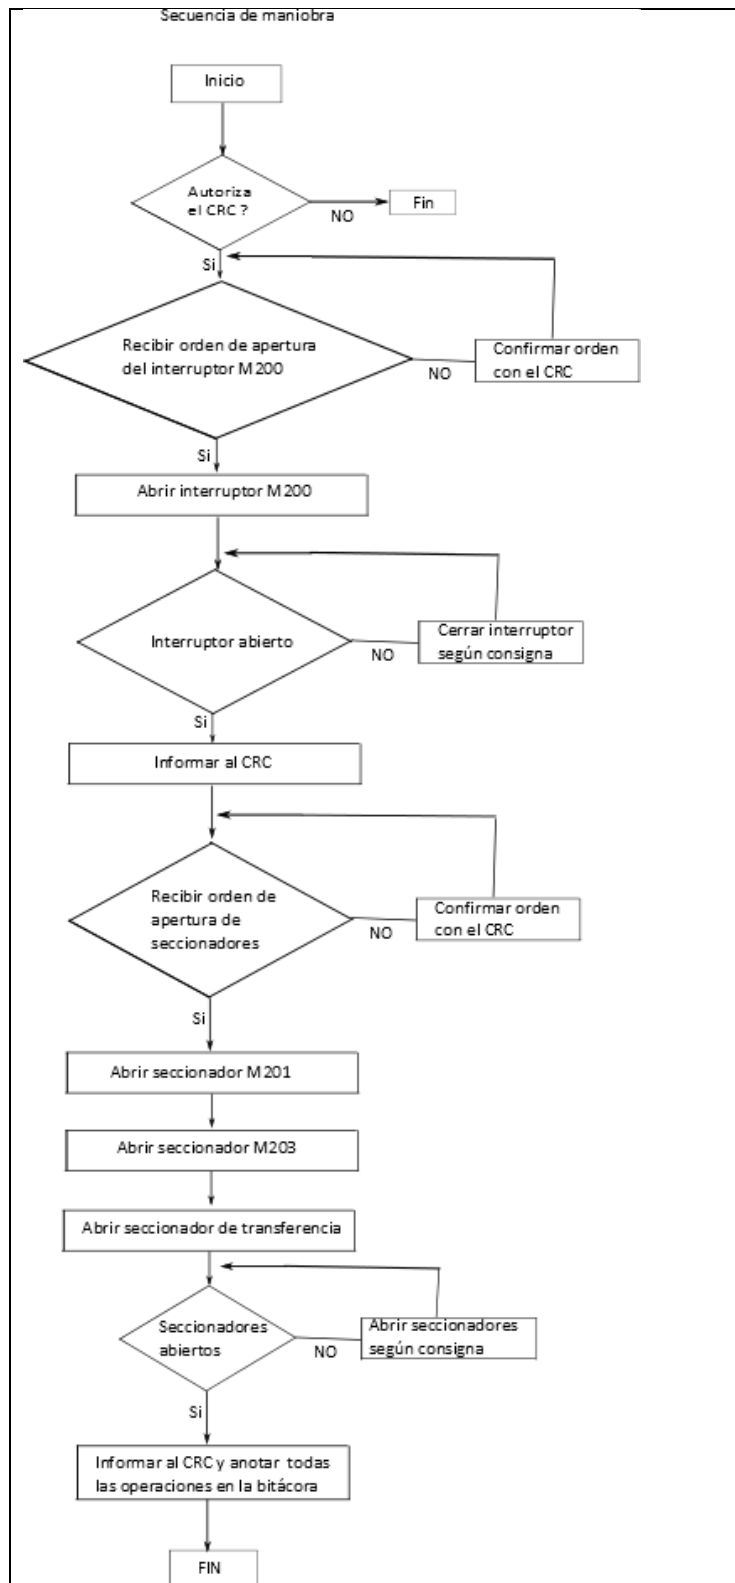 Secuencia de maniobra
Inicio
Autoriza
el CRC ?
NO
Fin
Si
Recibir orden de apertura
del interruptor M200
NO
Confirmar orden
con el CRC
Si
Abrir interruptor M200
Interruptor abierto
NO
Cerrar interruptor
según consigna
Si
Informar al CRC
Recibir orden de
apertura de
seccionadores
NO
Confirmar orden
con el CRC
Si
Abrir seccionador M201
Abrir seccionador M203
Abrir seccionador de transferencia
Seccionadores
abiertos
NO
Abrir seccionadores
según consigna
Si
Informar al CRC y anotar todas
las operaciones en la bitácora
FIN